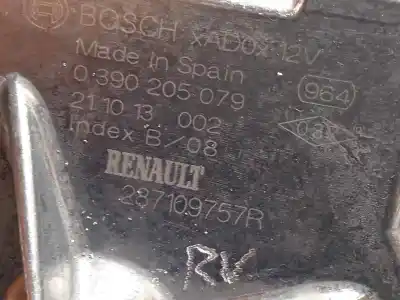 BOSCH xAD0x 12V
Made In Spain
0 390 205 079
964
21 10 13 002
Index B/08
RENAULT
287109757R
RV